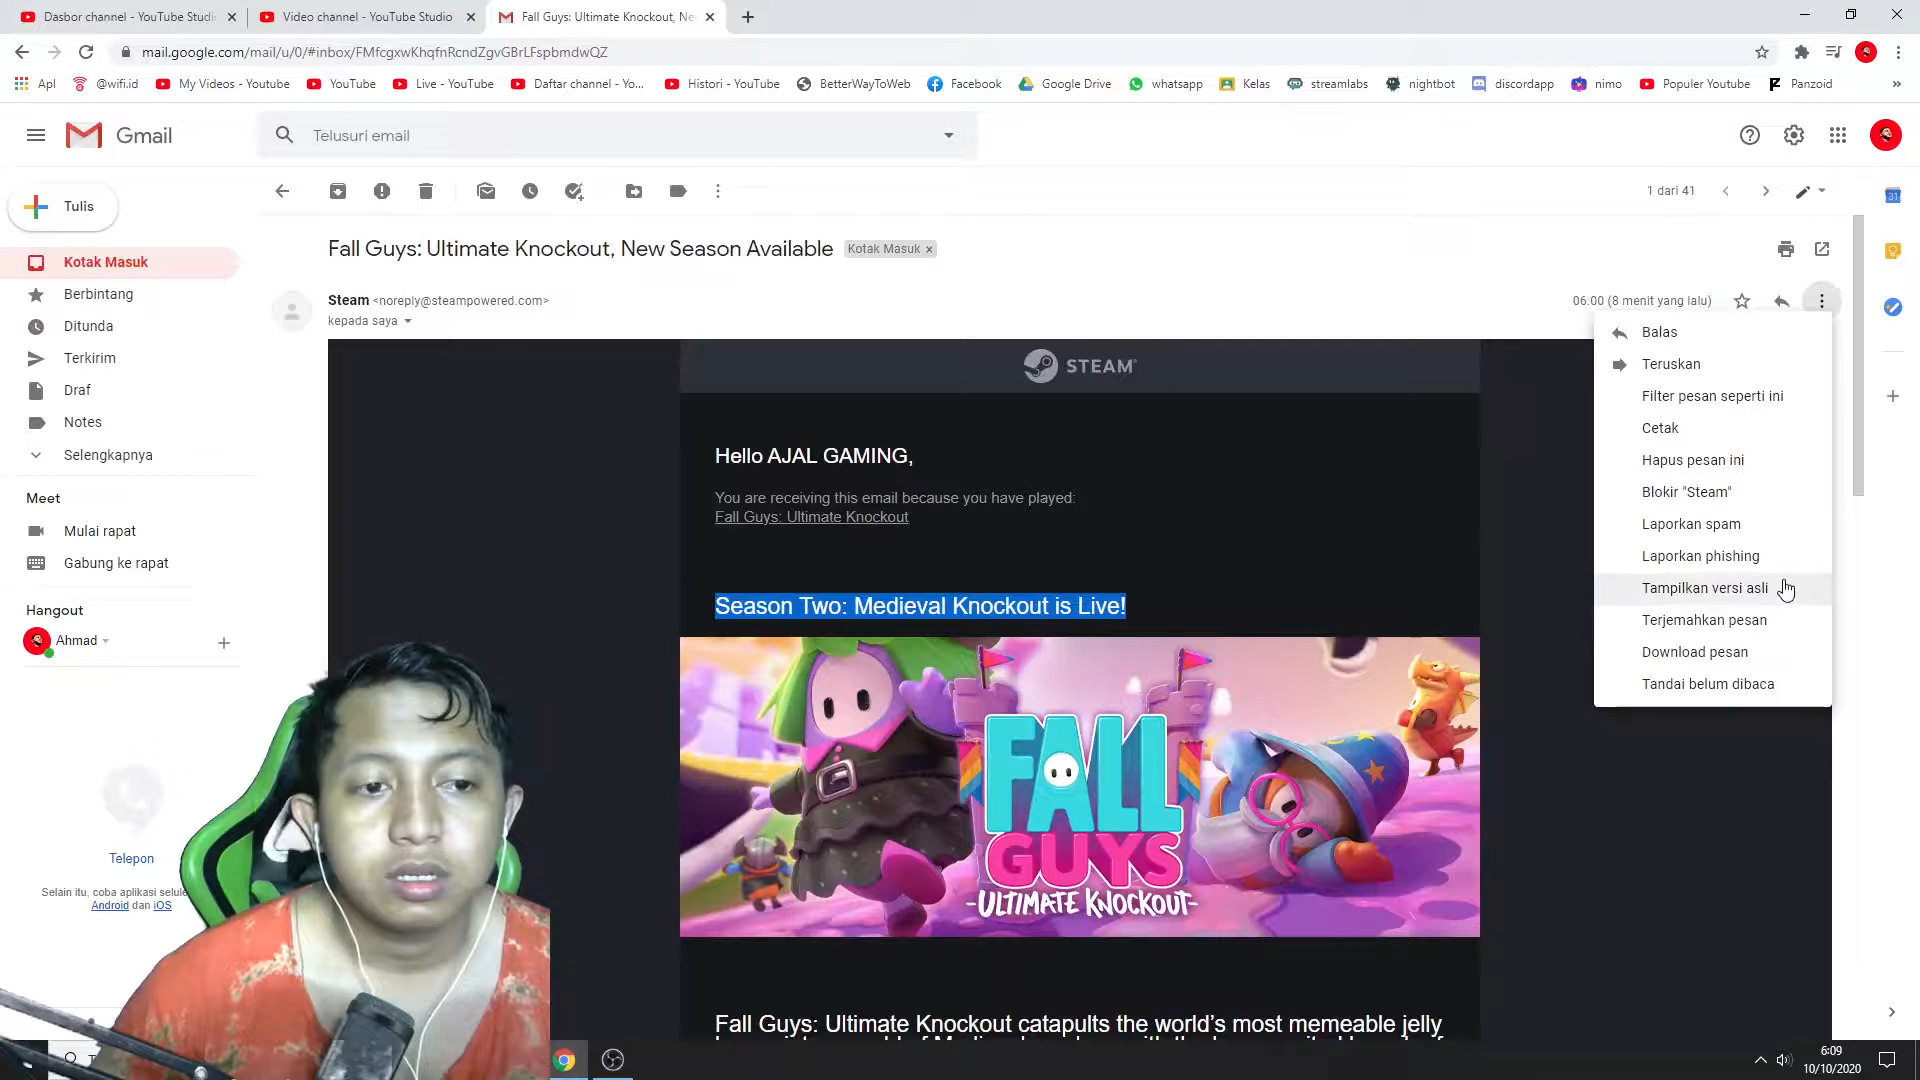 Dasbor channel - YouTube Studi
Video channel - YouTube Studio
Fall Guys: Ultimate Knockout, Ne
mail.google.com/mail/u/0/#inbox/FMfcgxwKhqfnRcndZgvGBrLFspbmdwQZ
Apl
@wifi.id
My Videos - Youtube
YouTube
Live - YouTube
Daftar channel - Yo...
Histori - YouTube
BetterWayToWeb
Facebook
Google Drive
whatsapp
Kelas
streamlabs
nightbot
discordapp
nimo
Populer Youtube
Panzoid
Gmail
Telusuri email
Tulis
1 dari 41
31
Kotak Masuk
Berbintang
Ditunda
Terkirim
Draf
Notes
Selengkapnya
Meet
Mulai rapat
Gabung ke rapat
Hangout
Ahmad
Telepon
Selain itu, coba aplikasi selul
Android dan iOS
Fall Guys: Ultimate Knockout, New Season Available
Kotak Masuk x
Steam <noreply@steampowered.com>
kepada saya
06.00 (8 menit yang lalu)
STEAM
Hello AJAL GAMING,
You are receiving this email because you have played:
Fall Guys: Ultimate Knockout
Season Two: Medieval Knockout is Live!
FALL
GUYS
-ULTIMATE KNOCKOUT-
Fall Guys: Ultimate Knockout catapults the world's most memeable jelly
Balas
Teruskan
Filter pesan seperti ini
Cetak
Hapus pesan ini
Blokir "Steam"
Laporkan spam
Laporkan phishing
Tampilkan versi asli
Terjemahkan pesan
Download pesan
Tandai belum dibaca
6:09
10/10/2020